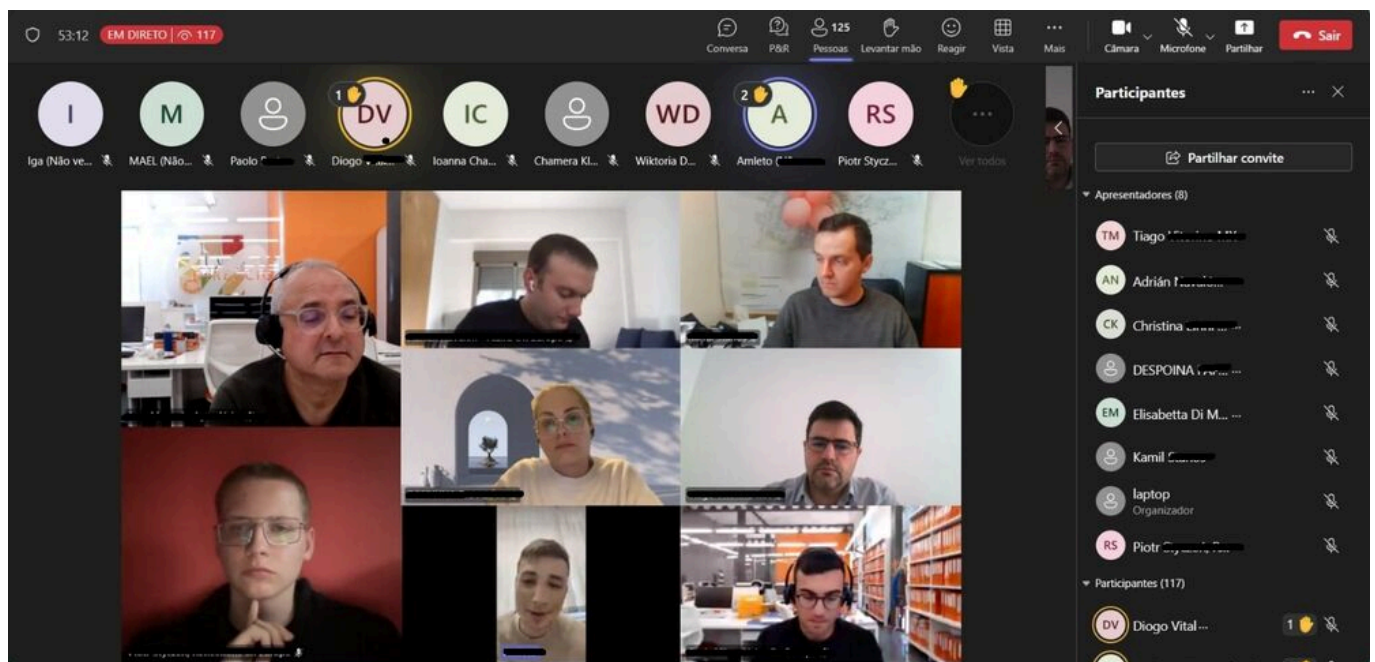 53:12 EM DIRETO 117
125
Conversa P&R Pessoas Levantar mão Reagir Vista Mais Câmara Microfone Partilhar Sair
I M 1 DV IC WD 2 A RS
Iga (Não ve... MAEL (Não... Paolo Diogo Ioanna Cha... Chamera Kl... Wiktoria D... Amleto Piotr Stycz... Ver todos
Participantes
Partilhar convite
Apresentadores (8)
TM Tiago
AN Adrián
CK Christina
DESPOINA
EM Elisabetta Di M... ...
Kamil
laptop
Organizador
RS Piotr
Participantes (117)
DV Diogo Vital ... 1